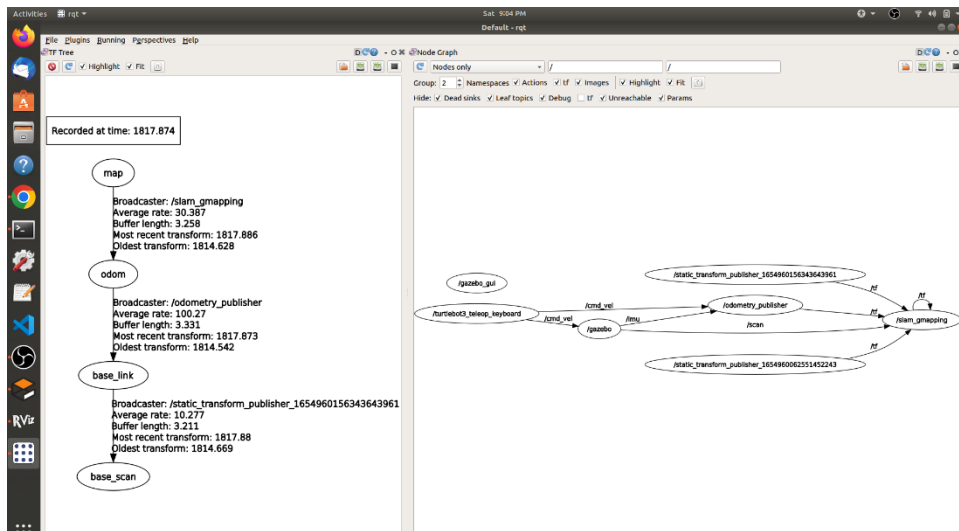 Activities
rqt
Sat 9:04 PM
Default - rqt
File Plugins Running Perspectives Help
TF Tree
Highlight Fit
Recorded at time: 1817.874
map
Broadcaster: /slam_gmapping
Average rate: 30.387
Buffer length: 3.258
Most recent transform: 1817.886
Oldest transform: 1814.628
odom
Broadcaster: /odometry_publisher
Average rate: 100.27
Buffer length: 3.331
Most recent transform: 1817.873
Oldest transform: 1814.542
base_link
Broadcaster: /static_transform_publisher_1654960156343643961
Average rate: 10.277
Buffer length: 3.211
Most recent transform: 1817.88
Oldest transform: 1814.669
base_scan
RViz
Node Graph
Nodes only / /
Group: 2 Namespaces Actions tf Images Highlight Fit
Hide: Dead sinks Leaf topics Debug tf Unreachable Params
/gazebo_gui
/turtlebot3_teleop_keyboard
/cmd_vel
/cmd_vel
/gazebo
/imu
/odometry_publisher
/scan
/static_transform_publisher_1654960156343643961
/tf
/tf
/tf
/slam_gmapping
/tf
/static_transform_publisher_1654960062551452243